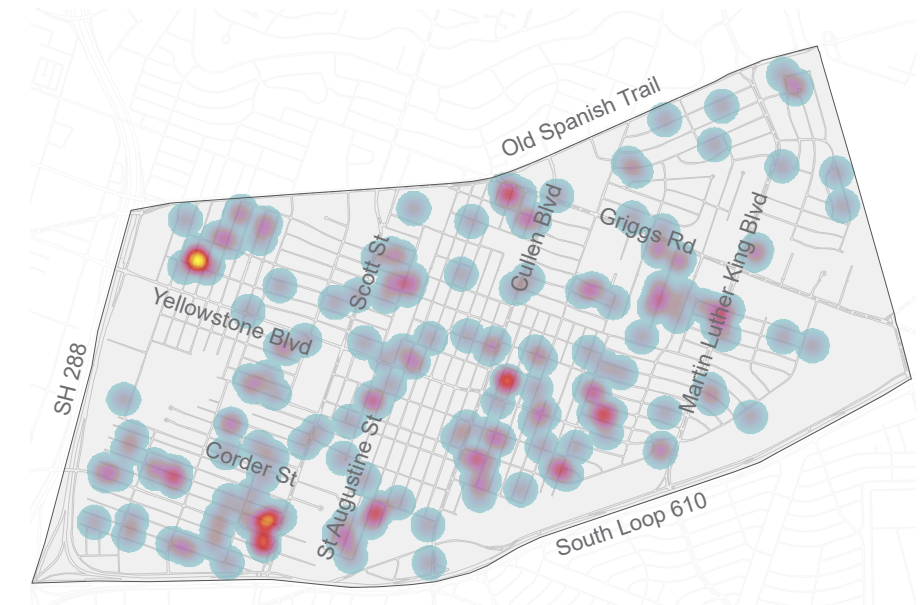 Old Spanish Trail
Griggs Rd
Cullen Blvd
Martin Luther King Blvd
Scott St
Yellowstone Blvd
SH 288
Corder St
St Augustine St
South Loop 610